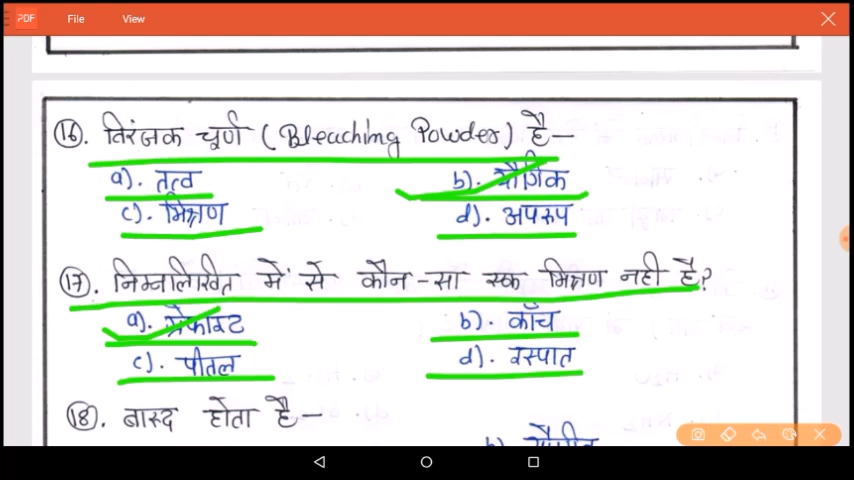 PDF File View
(16). विरंजक चूर्ण (Bleaching Powder) है—
a). तत्व b). यौगिक
c). मिश्रण d). अपरूप
(17). निम्नलिखित में से कौन-सा एक मिश्रण नही है?
a). ग्रेफाइट b). काँच
c). पीतल d). इस्पात
(18). बारूद होता है—